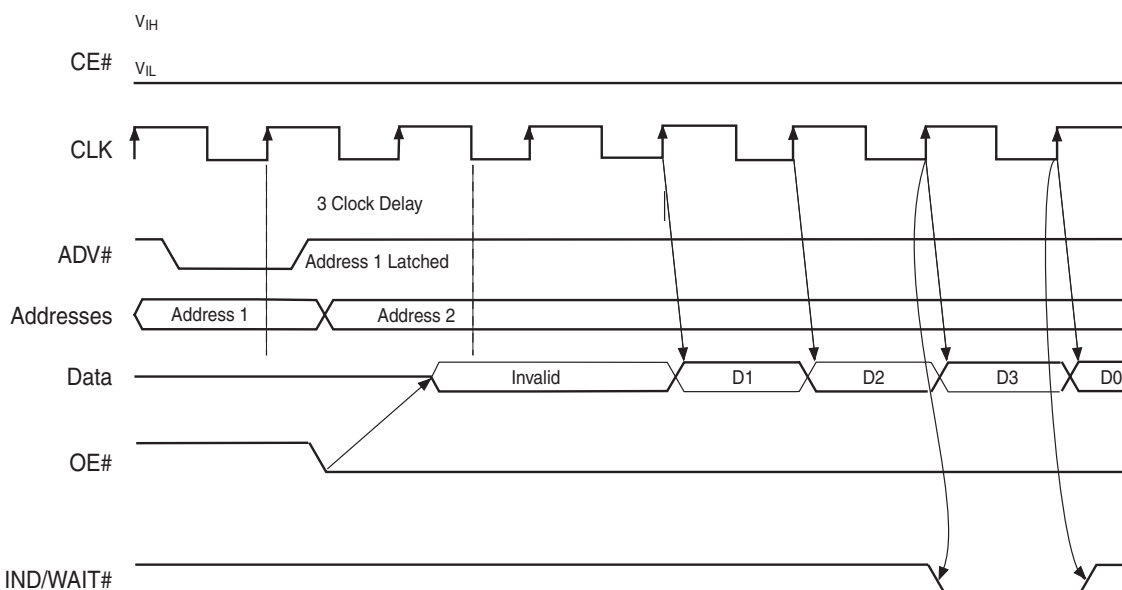 VIH
CE#
VIL
CLK
3 Clock Delay
ADV#
Address 1 Latched
Addresses
Address 1
Address 2
Data
Invalid
D1
D2
D3
D0
OE#
IND/WAIT#